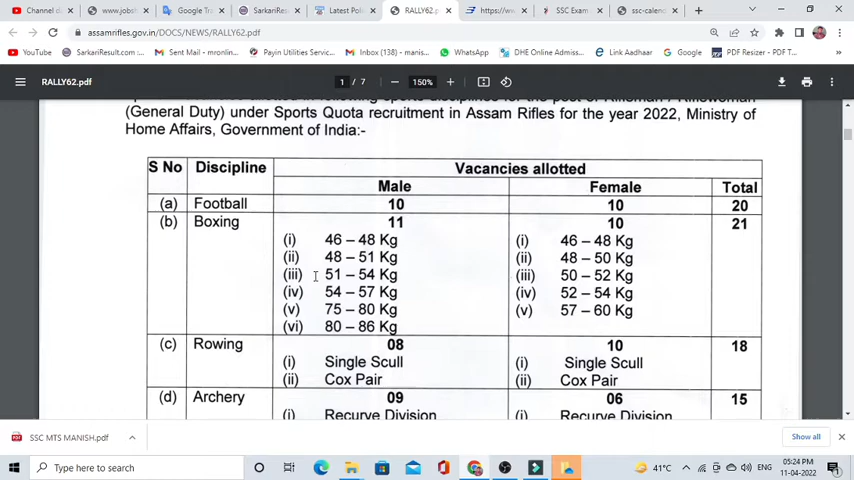 Channel d
www.jobsi
Google Tra
SarkariResu
Latest Poli
RALLY62.p
https://ww
SSC Exam
ssc-calend
assamrifles.gov.in/DOCS/NEWS/RALLY62.pdf
YouTube SarkariResult.com Sent Mail - mronlin... Payin Utilities Servic... Inbox (138) - manis... WhatsApp DHE Online Admissi... Link Aadhaar Google PDF Resizer | PDF.IO
RALLY62.pdf 1 / 7 150%
(General Duty) under Sports Quota recruitment in Assam Rifles for the year 2022, Ministry of
Home Affairs, Government of India:-
S No Discipline Vacancies allotted
Male Female Total
(a) Football 10 10 20
(b) Boxing 11 10 21
(i) 46 – 48 Kg (i) 46 – 48 Kg
(ii) 48 – 51 Kg (ii) 48 – 50 Kg
(iii) 51 – 54 Kg (iii) 50 – 52 Kg
(iv) 54 – 57 Kg (iv) 52 – 54 Kg
(v) 75 – 80 Kg (v) 57 – 60 Kg
(vi) 80 – 86 Kg
(c) Rowing 08 10 18
(i) Single Scull (i) Single Scull
(ii) Cox Pair (ii) Cox Pair
(d) Archery 09 06 15
(i) Recurve Division (i) Recurve Division
SSC MTS MANISH.pdf Show all
Type here to search 41°C ENG 05:24 PM
11-04-2022